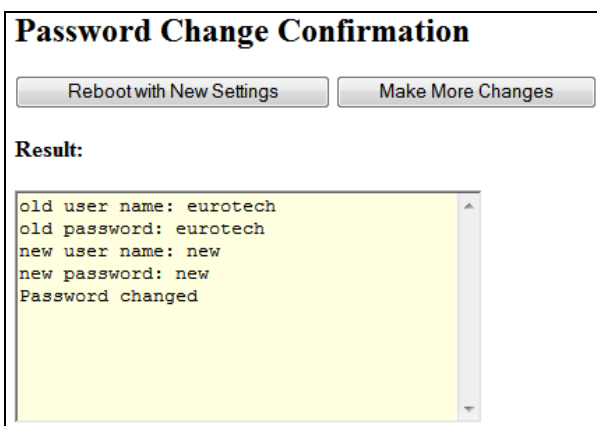 Password Change Confirmation
Reboot with New Settings Make More Changes
Result:
old user name: eurotech
old password: eurotech
new user name: new
new password: new
Password changed